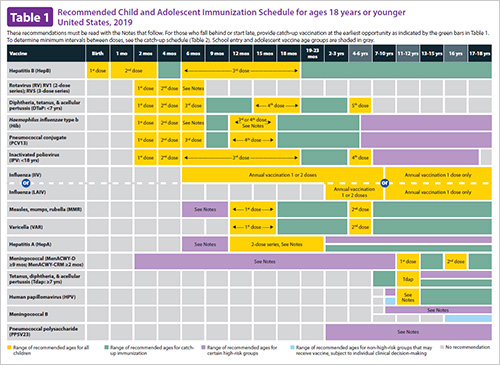 Table 1
Recommended Child and Adolescent Immunization Schedule for ages 18 years or younger
United States, 2019
These recommendations must be read with the Notes that follow. For those who fall behind or start late, provide catch-up vaccination at the earliest opportunity as indicated by the green bars in Table 1.
To determine minimum intervals between doses, see the catch-up schedule (Table 2). School entry and adolescent vaccine age groups are shaded in gray.
Vaccine Birth 1 mo 2 mos 4 mos 6 mos 9 mos 12 mos 15 mos 18 mos 19-23 mos 2-3 yrs 4-6 yrs 7-10 yrs 11-12 yrs 13-15 yrs 16 yrs 17-18 yrs
Hepatitis B (HepB) 1st dose 2nd dose 3rd dose
Rotavirus (RV) RV1 (2-dose series); RV5 (3-dose series) 1st dose 2nd dose See Notes
Diphtheria, tetanus, & acellular pertussis (DTaP: <7 yrs) 1st dose 2nd dose 3rd dose 4th dose 5th dose
Haemophilus influenzae type b (Hib) 1st dose 2nd dose See Notes 3rd or 4th dose, See Notes
Pneumococcal conjugate (PCV13) 1st dose 2nd dose 3rd dose 4th dose
Inactivated poliovirus (IPV: <18 yrs) 1st dose 2nd dose 3rd dose 4th dose
Influenza (IIV) Annual vaccination 1 or 2 doses Annual vaccination 1 dose only
or or
Influenza (LAIV) Annual vaccination 1 or 2 doses Annual vaccination 1 dose only
Measles, mumps, rubella (MMR) See Notes 1st dose 2nd dose
Varicella (VAR) 1st dose 2nd dose
Hepatitis A (HepA) See Notes 2-dose series, See Notes
Meningococcal (MenACWY-D ≥9 mos; MenACWY-CRM ≥2 mos) See Notes 1st dose 2nd dose
Tetanus, diphtheria, & acellular pertussis (Tdap: ≥7 yrs) Tdap
Human papillomavirus (HPV) See Notes
Meningococcal B See Notes
Pneumococcal polysaccharide (PPSV23) See Notes
Range of recommended ages for all children
Range of recommended ages for catch-up immunization
Range of recommended ages for certain high-risk groups
Range of recommended ages for non-high-risk groups that may receive vaccine, subject to individual clinical decision-making
No recommendation